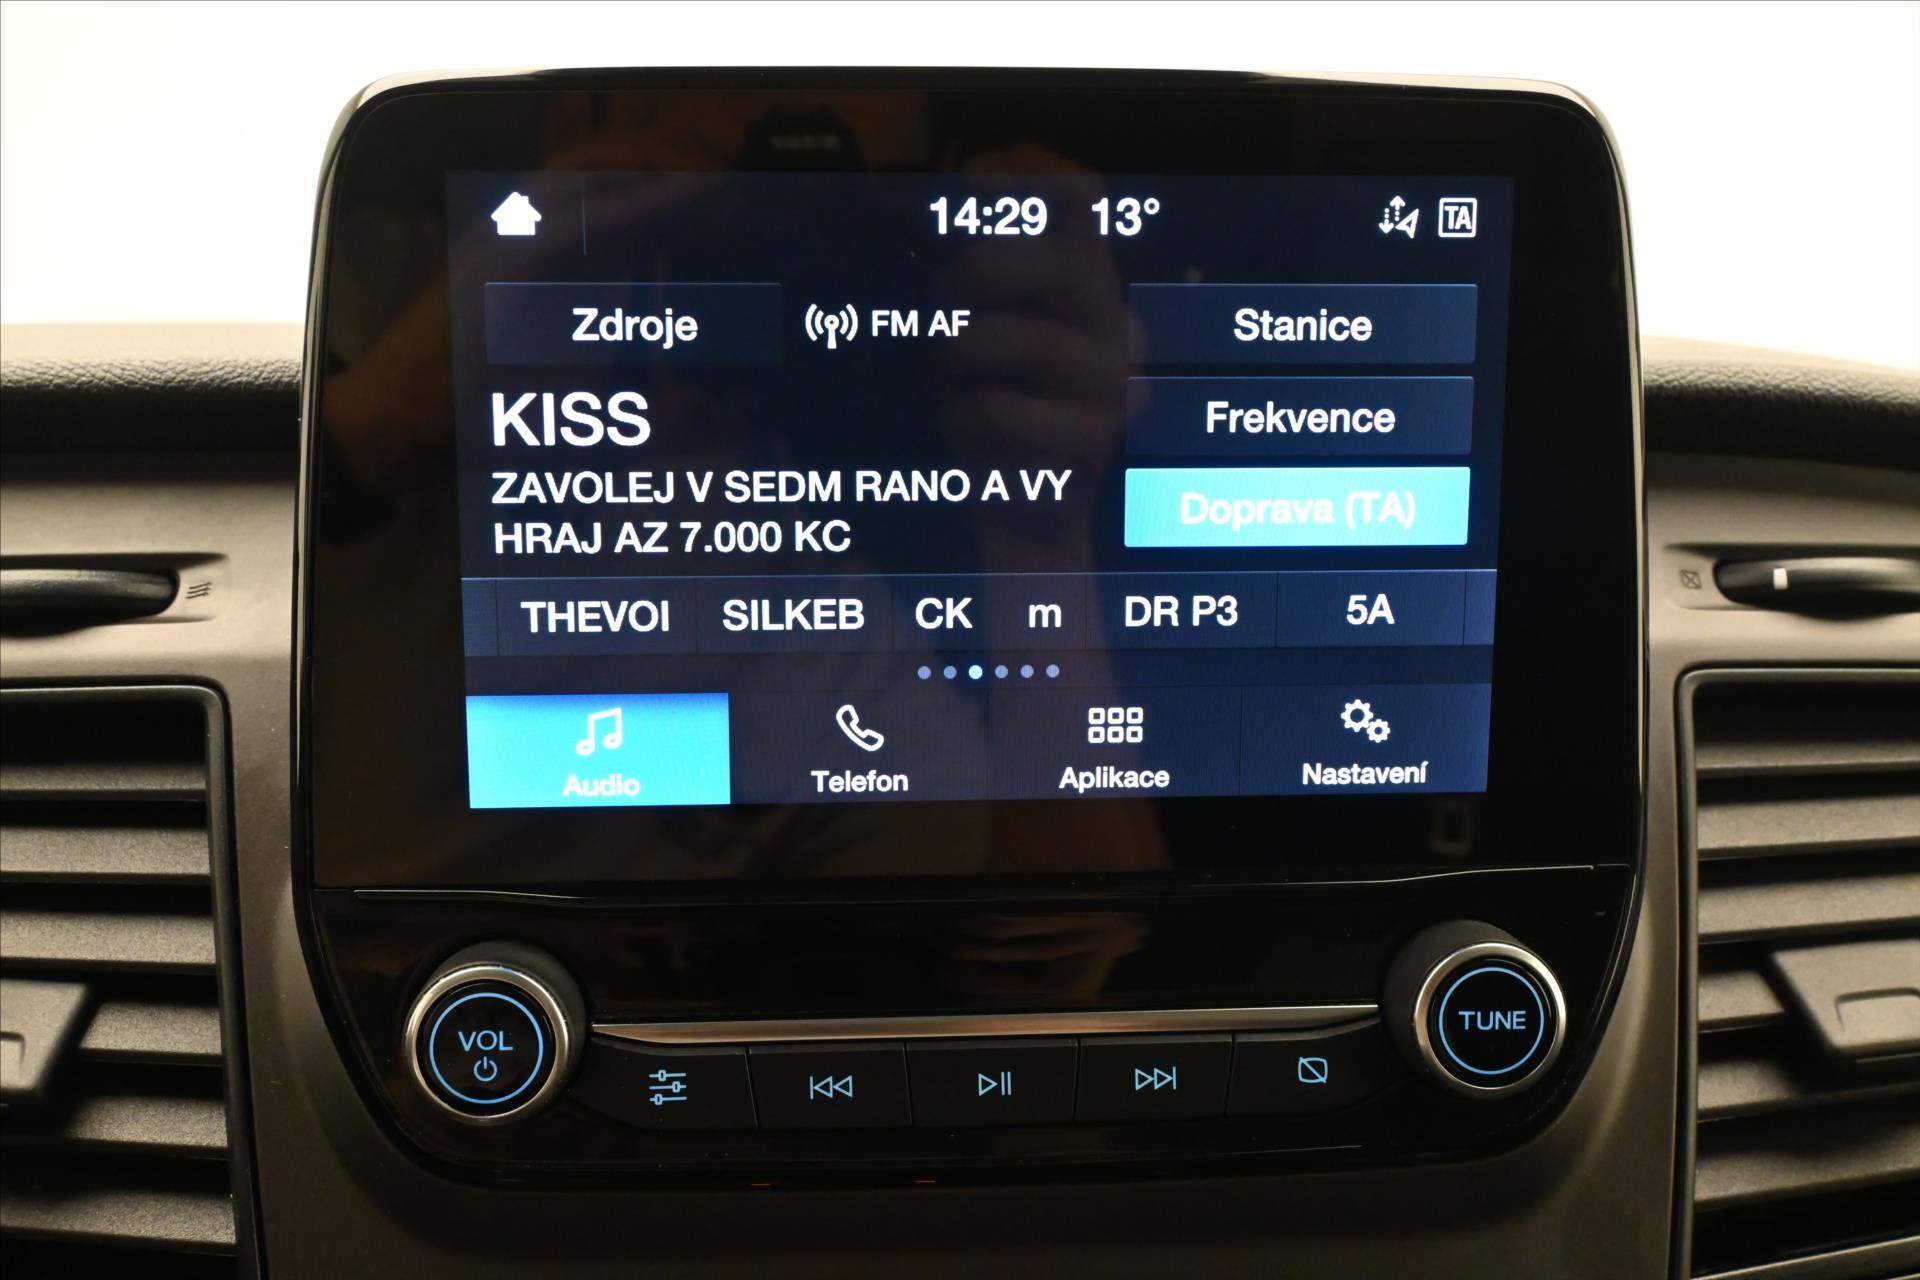 14:29 13° TA
Zdroje FM AF Stanice
KISS
Frekvence
ZAVOLEJ V SEDM RANO A VY
HRAJ AZ 7.000 KC
Doprava (TA)
THEVOI SILKEB CK m DR P3 5A
Audio Telefon Aplikace Nastavení
VOL
TUNE